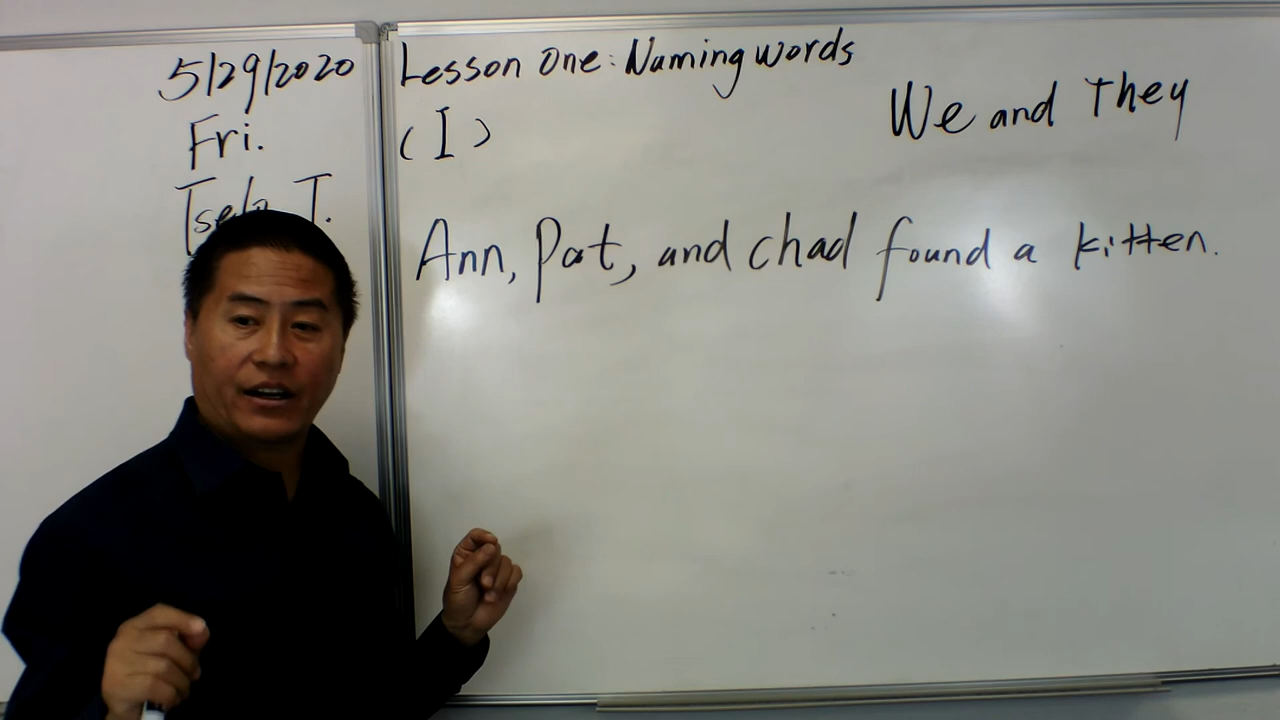 5/29/2020
Fri.
T.
Lesson One: Naming words
(I)
We and They
Ann, Pat, and Chad found a kitten.